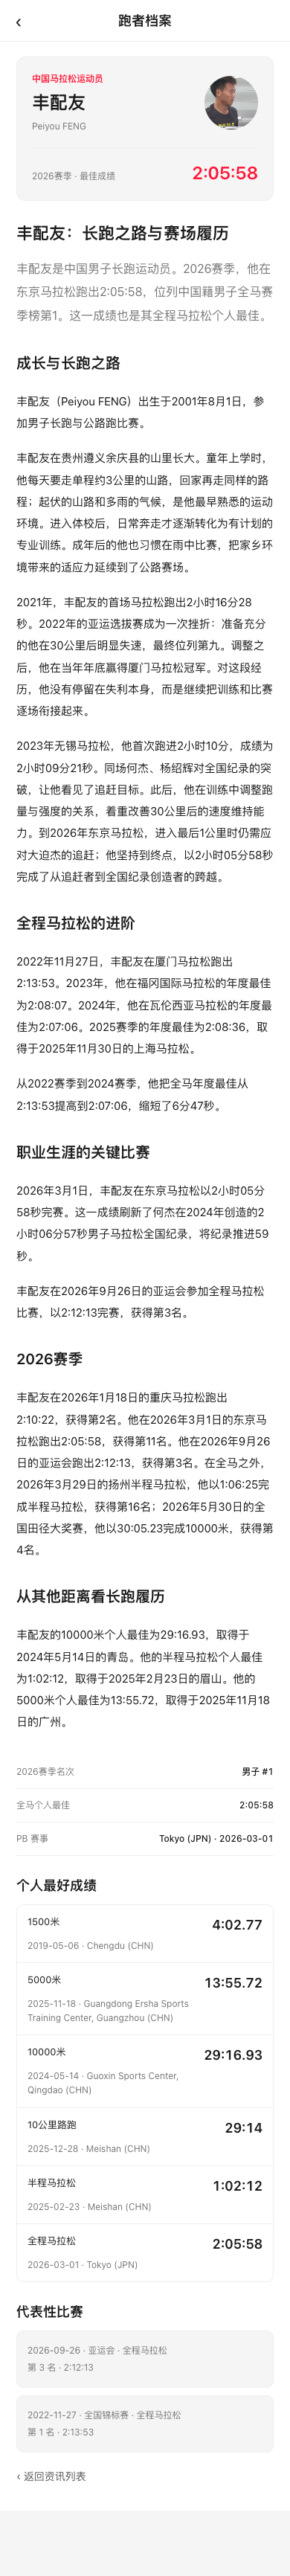 ‹ 跑者档案
中国马拉松运动员
丰配友
Peiyou FENG
2026赛季 · 最佳成绩 2:05:58
丰配友：长跑之路与赛场履历
丰配友是中国男子长跑运动员。2026赛季，他在
东京马拉松跑出2:05:58，位列中国籍男子全马赛
季榜第1。这一成绩也是其全程马拉松个人最佳。
成长与长跑之路
丰配友（Peiyou FENG）出生于2001年8月1日，参
加男子长跑与公路跑比赛。
丰配友在贵州遵义余庆县的山里长大。童年上学时，
他每天要走单程约3公里的山路，回家再走同样的路
程；起伏的山路和多雨的气候，是他最早熟悉的运动
环境。进入体校后，日常奔走才逐渐转化为有计划的
专业训练。成年后的他也习惯在雨中比赛，把家乡环
境带来的适应力延续到了公路赛场。
2021年，丰配友的首场马拉松跑出2小时16分28
秒。2022年的亚运选拔赛成为一次挫折：准备充分
的他在30公里后明显失速，最终位列第九。调整之
后，他在当年年底赢得厦门马拉松冠军。对这段经
历，他没有停留在失利本身，而是继续把训练和比赛
逐场衔接起来。
2023年无锡马拉松，他首次跑进2小时10分，成绩为
2小时09分21秒。同场何杰、杨绍辉对全国纪录的突
破，让他看见了追赶目标。此后，他在训练中调整跑
量与强度的关系，着重改善30公里后的速度维持能
力。到2026年东京马拉松，进入最后1公里时仍需应
对大迫杰的追赶；他坚持到终点，以2小时05分58秒
完成了从追赶者到全国纪录创造者的跨越。
全程马拉松的进阶
2022年11月27日，丰配友在厦门马拉松跑出
2:13:53。2023年，他在福冈国际马拉松的年度最佳
为2:08:07。2024年，他在瓦伦西亚马拉松的年度最
佳为2:07:06。2025赛季的年度最佳为2:08:36，取
得于2025年11月30日的上海马拉松。
从2022赛季到2024赛季，他把全马年度最佳从
2:13:53提高到2:07:06，缩短了6分47秒。
职业生涯的关键比赛
2026年3月1日，丰配友在东京马拉松以2小时05分
58秒完赛。这一成绩刷新了何杰在2024年创造的2
小时06分57秒男子马拉松全国纪录，将纪录推进59
秒。
丰配友在2026年9月26日的亚运会参加全程马拉松
比赛，以2:12:13完赛，获得第3名。
2026赛季
丰配友在2026年1月18日的重庆马拉松跑出
2:10:22，获得第2名。他在2026年3月1日的东京马
拉松跑出2:05:58，获得第11名。他在2026年9月26
日的亚运会跑出2:12:13，获得第3名。在全马之外，
2026年3月29日的扬州半程马拉松，他以1:06:25完
成半程马拉松，获得第16名；2026年5月30日的全
国田径大奖赛，他以30:05.23完成10000米，获得第
4名。
从其他距离看长跑履历
丰配友的10000米个人最佳为29:16.93，取得于
2024年5月14日的青岛。他的半程马拉松个人最佳
为1:02:12，取得于2025年2月23日的眉山。他的
5000米个人最佳为13:55.72，取得于2025年11月18
日的广州。
2026赛季名次 男子 #1
全马个人最佳 2:05:58
PB 赛事 Tokyo (JPN) · 2026-03-01
个人最好成绩
1500米 4:02.77
2019-05-06 · Chengdu (CHN)
5000米 13:55.72
2025-11-18 · Guangdong Ersha Sports
Training Center, Guangzhou (CHN)
10000米 29:16.93
2024-05-14 · Guoxin Sports Center,
Qingdao (CHN)
10公里路跑 29:14
2025-12-28 · Meishan (CHN)
半程马拉松 1:02:12
2025-02-23 · Meishan (CHN)
全程马拉松 2:05:58
2026-03-01 · Tokyo (JPN)
代表性比赛
2026-09-26 · 亚运会 · 全程马拉松
第 3 名 · 2:12:13
2022-11-27 · 全国锦标赛 · 全程马拉松
第 1 名 · 2:13:53
‹ 返回资讯列表